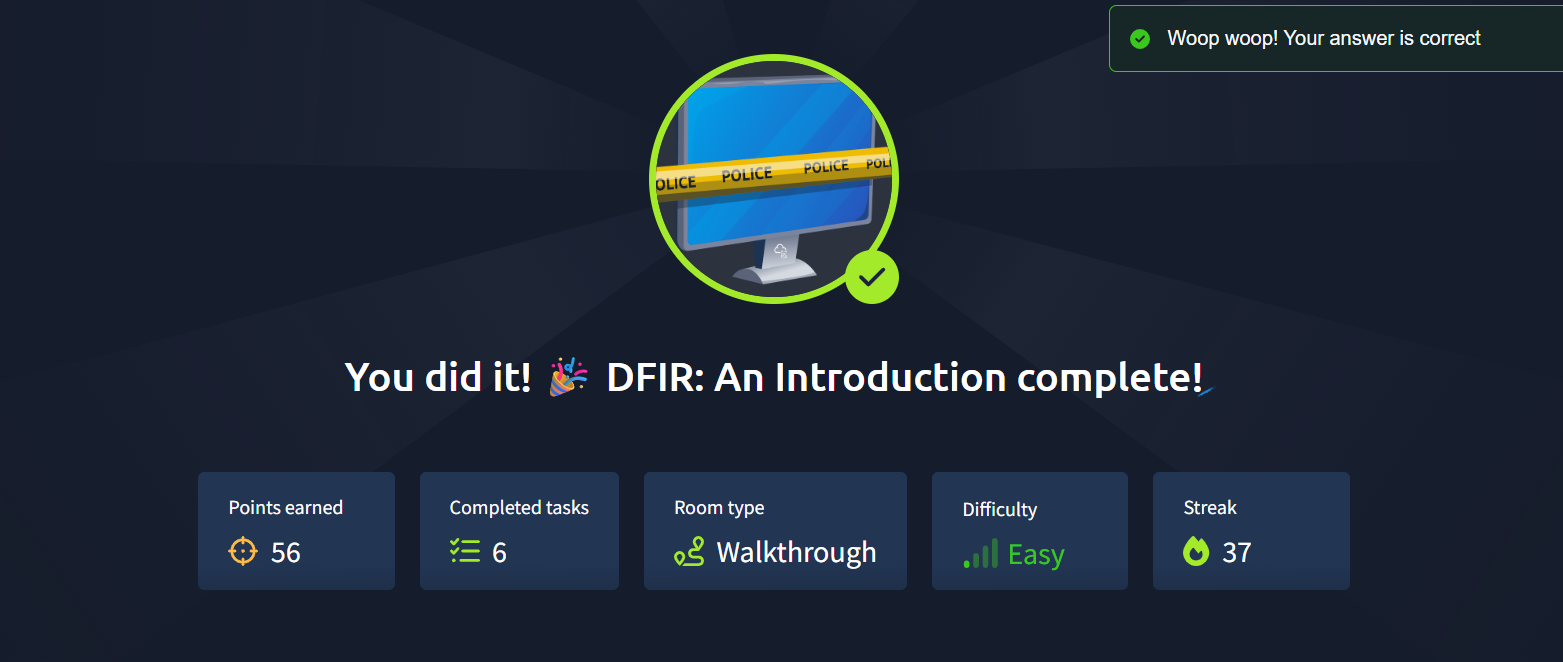 Woop woop! Your answer is correct
OLICE POLICE POLICE POLI
You did it! 🎉 DFIR: An Introduction complete!
Points earned
56
Completed tasks
6
Room type
Walkthrough
Difficulty
Easy
Streak
37